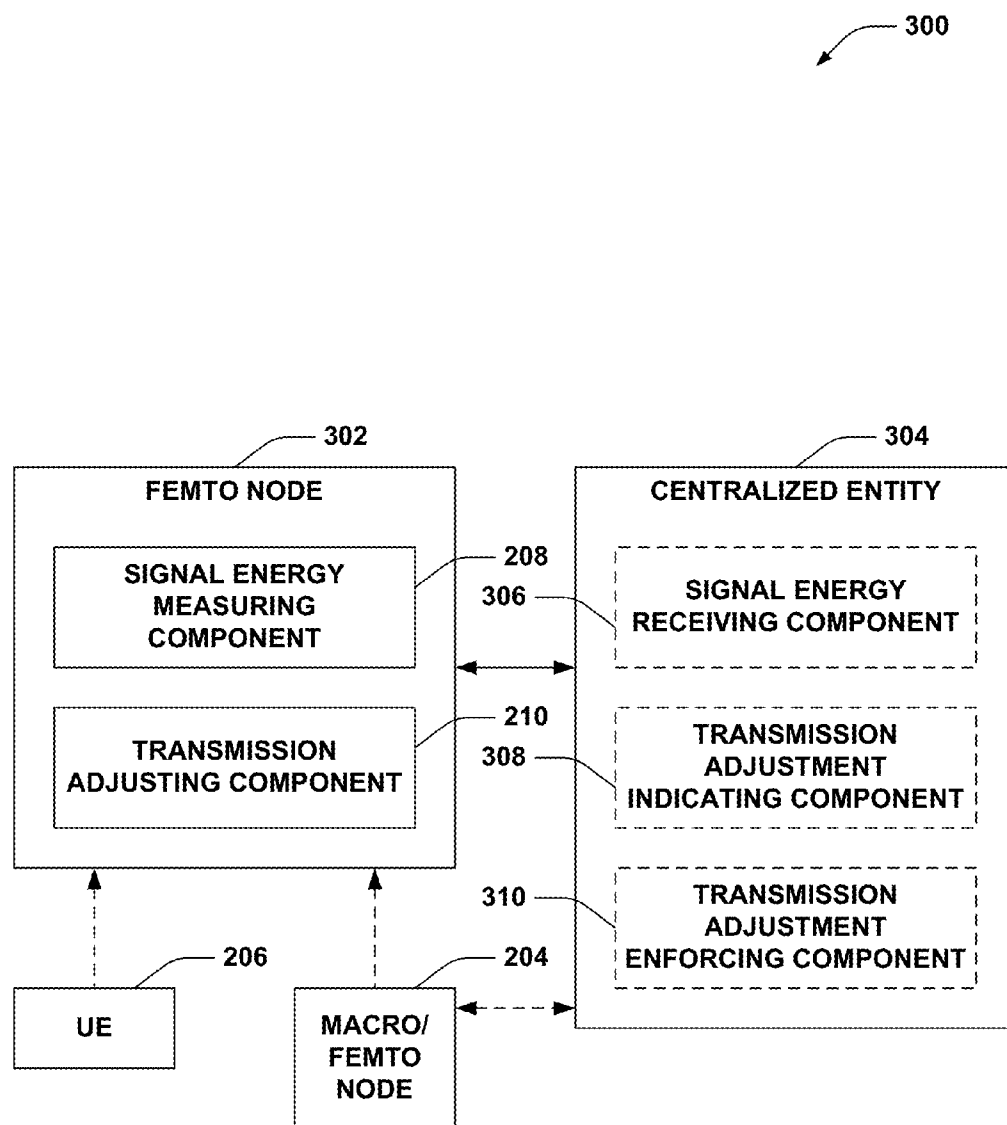 300
302
304
FEMTO NODE
CENTRALIZED ENTITY
SIGNAL ENERGY
MEASURING
COMPONENT
208
306
SIGNAL ENERGY
RECEIVING COMPONENT
TRANSMISSION
ADJUSTING COMPONENT
210
308
TRANSMISSION
ADJUSTMENT
INDICATING COMPONENT
310
TRANSMISSION
ADJUSTMENT
ENFORCING COMPONENT
206
204
UE
MACRO/
FEMTO
NODE